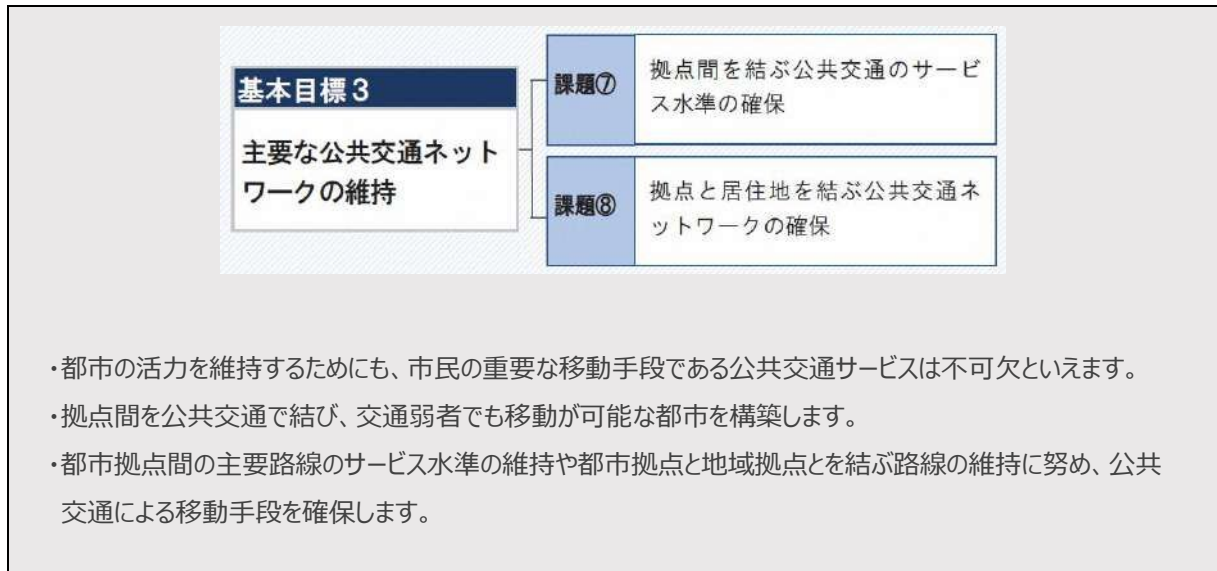 基本目標3
主要な公共交通ネット
ワークの維持
課題⑦
拠点間を結ぶ公共交通のサービ
ス水準の確保
課題⑧
拠点と居住地を結ぶ公共交通ネ
ットワークの確保
・都市の活力を維持するためにも、市民の重要な移動手段である公共交通サービスは不可欠といえます。
・拠点間を公共交通で結び、交通弱者でも移動が可能な都市を構築します。
・都市拠点間の主要路線のサービス水準の維持や都市拠点と地域拠点とを結ぶ路線の維持に努め、公共
交通による移動手段を確保します。